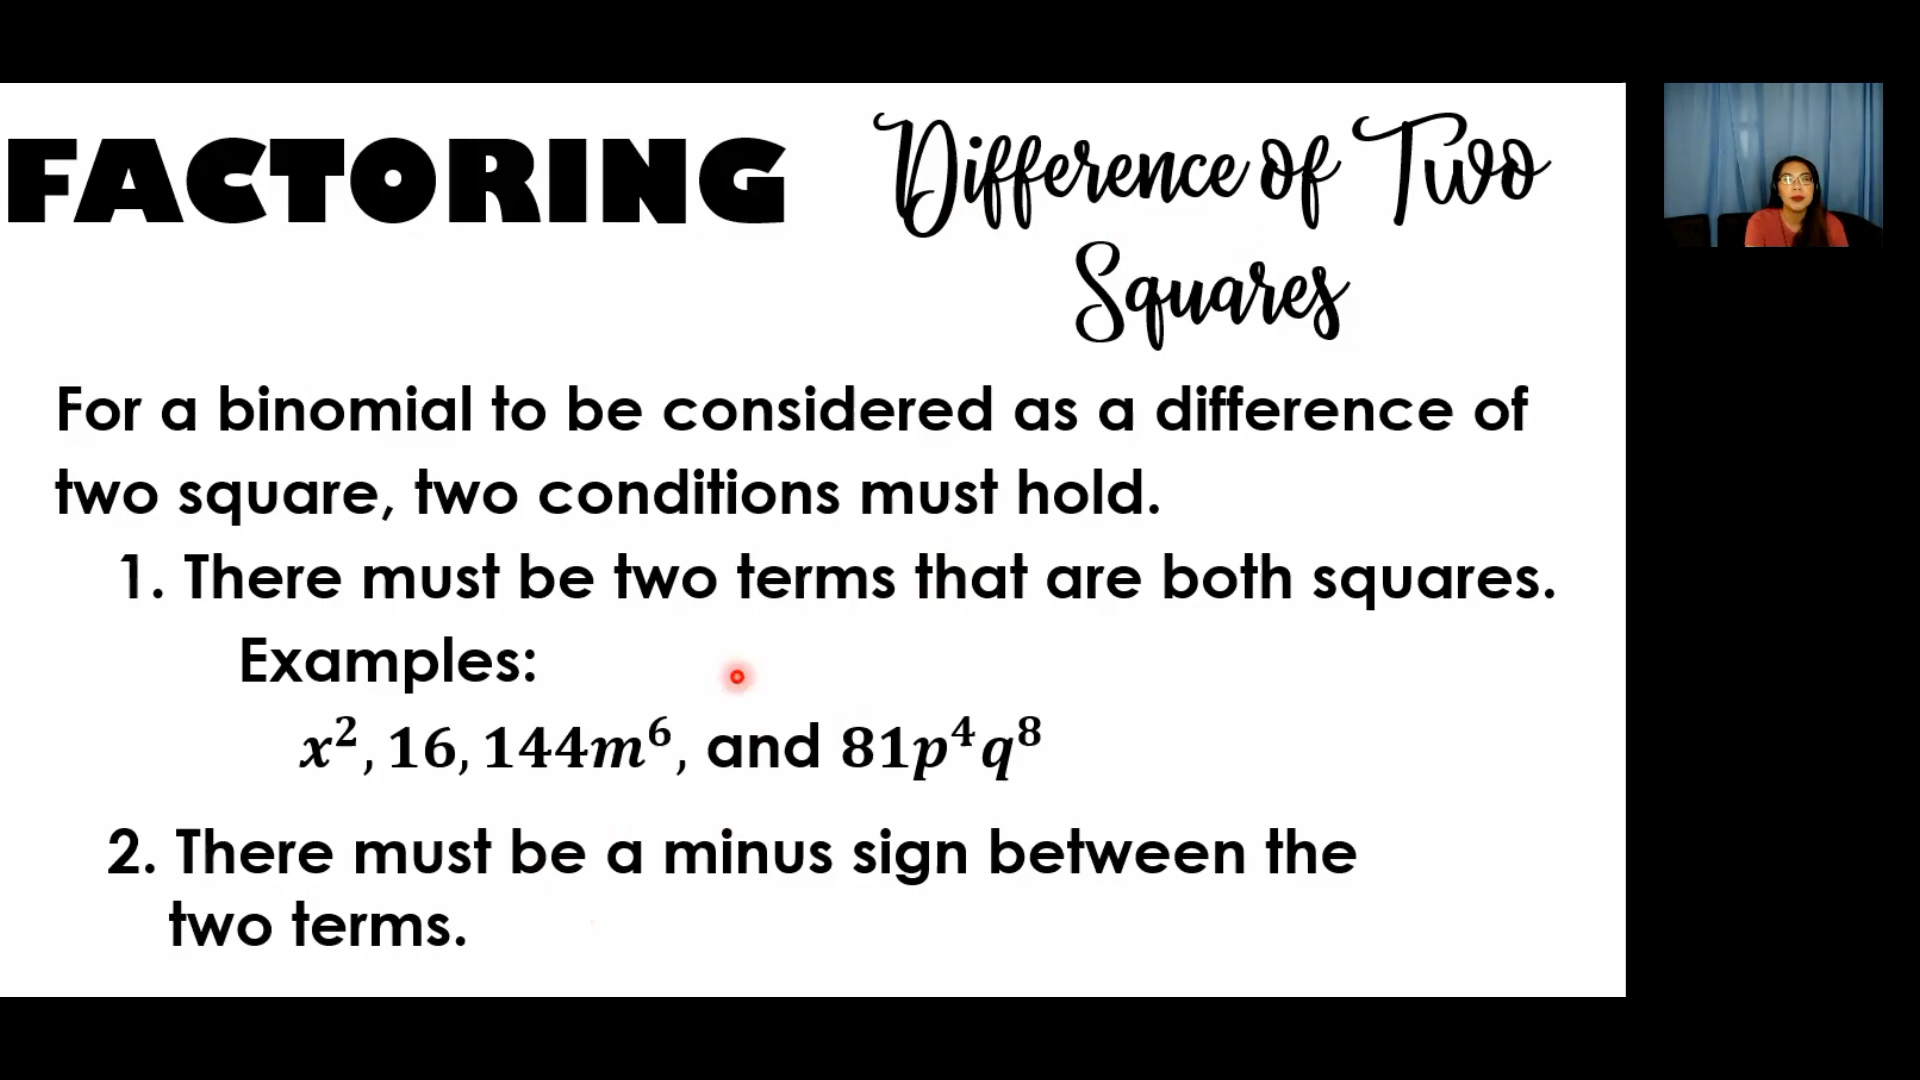 FACTORING Difference of Two
Squares
For a binomial to be considered as a difference of
two square, two conditions must hold.
1. There must be two terms that are both squares.
Examples:
x², 16, 144m⁶, and 81p⁴q⁸
2. There must be a minus sign between the
two terms.